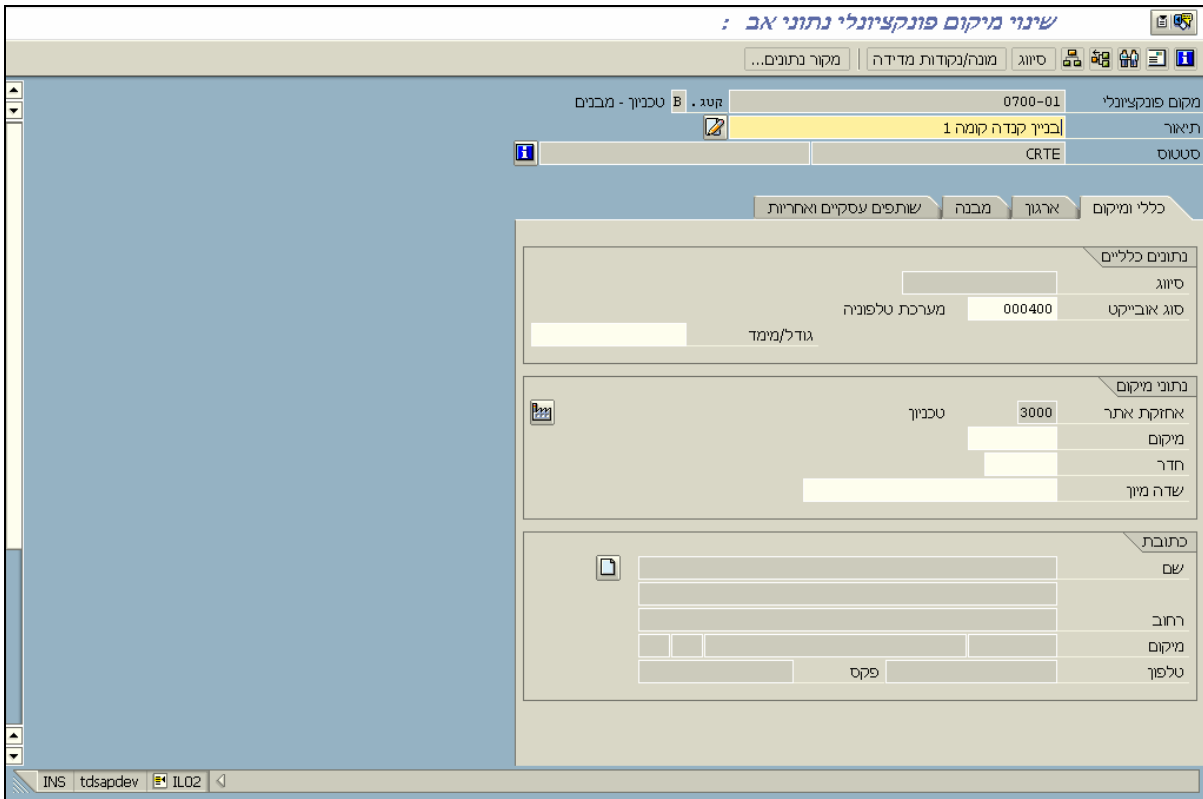 שינוי מיקום פונקציונלי נתוני אב :
סיווג מונה/נקודות מדידה מקור נתונים...
מקום פונקציונלי 0700-01 קטג. B טכניון - מבנים
תיאור בניין קנדה קומה 1
סטטוס CRTE
כללי ומיקום ארגון מבנה שותפים עסקיים ואחריות
נתונים כלליים
סיווג
סוג אובייקט 000400 מערכת טלפוניה
גודל/מימד
נתוני מיקום
אחזקת אתר 3000 טכניון
מיקום
חדר
שדה מיון
כתובת
שם
רחוב
מיקום
טלפון פקס
INS tdsapdev IL02